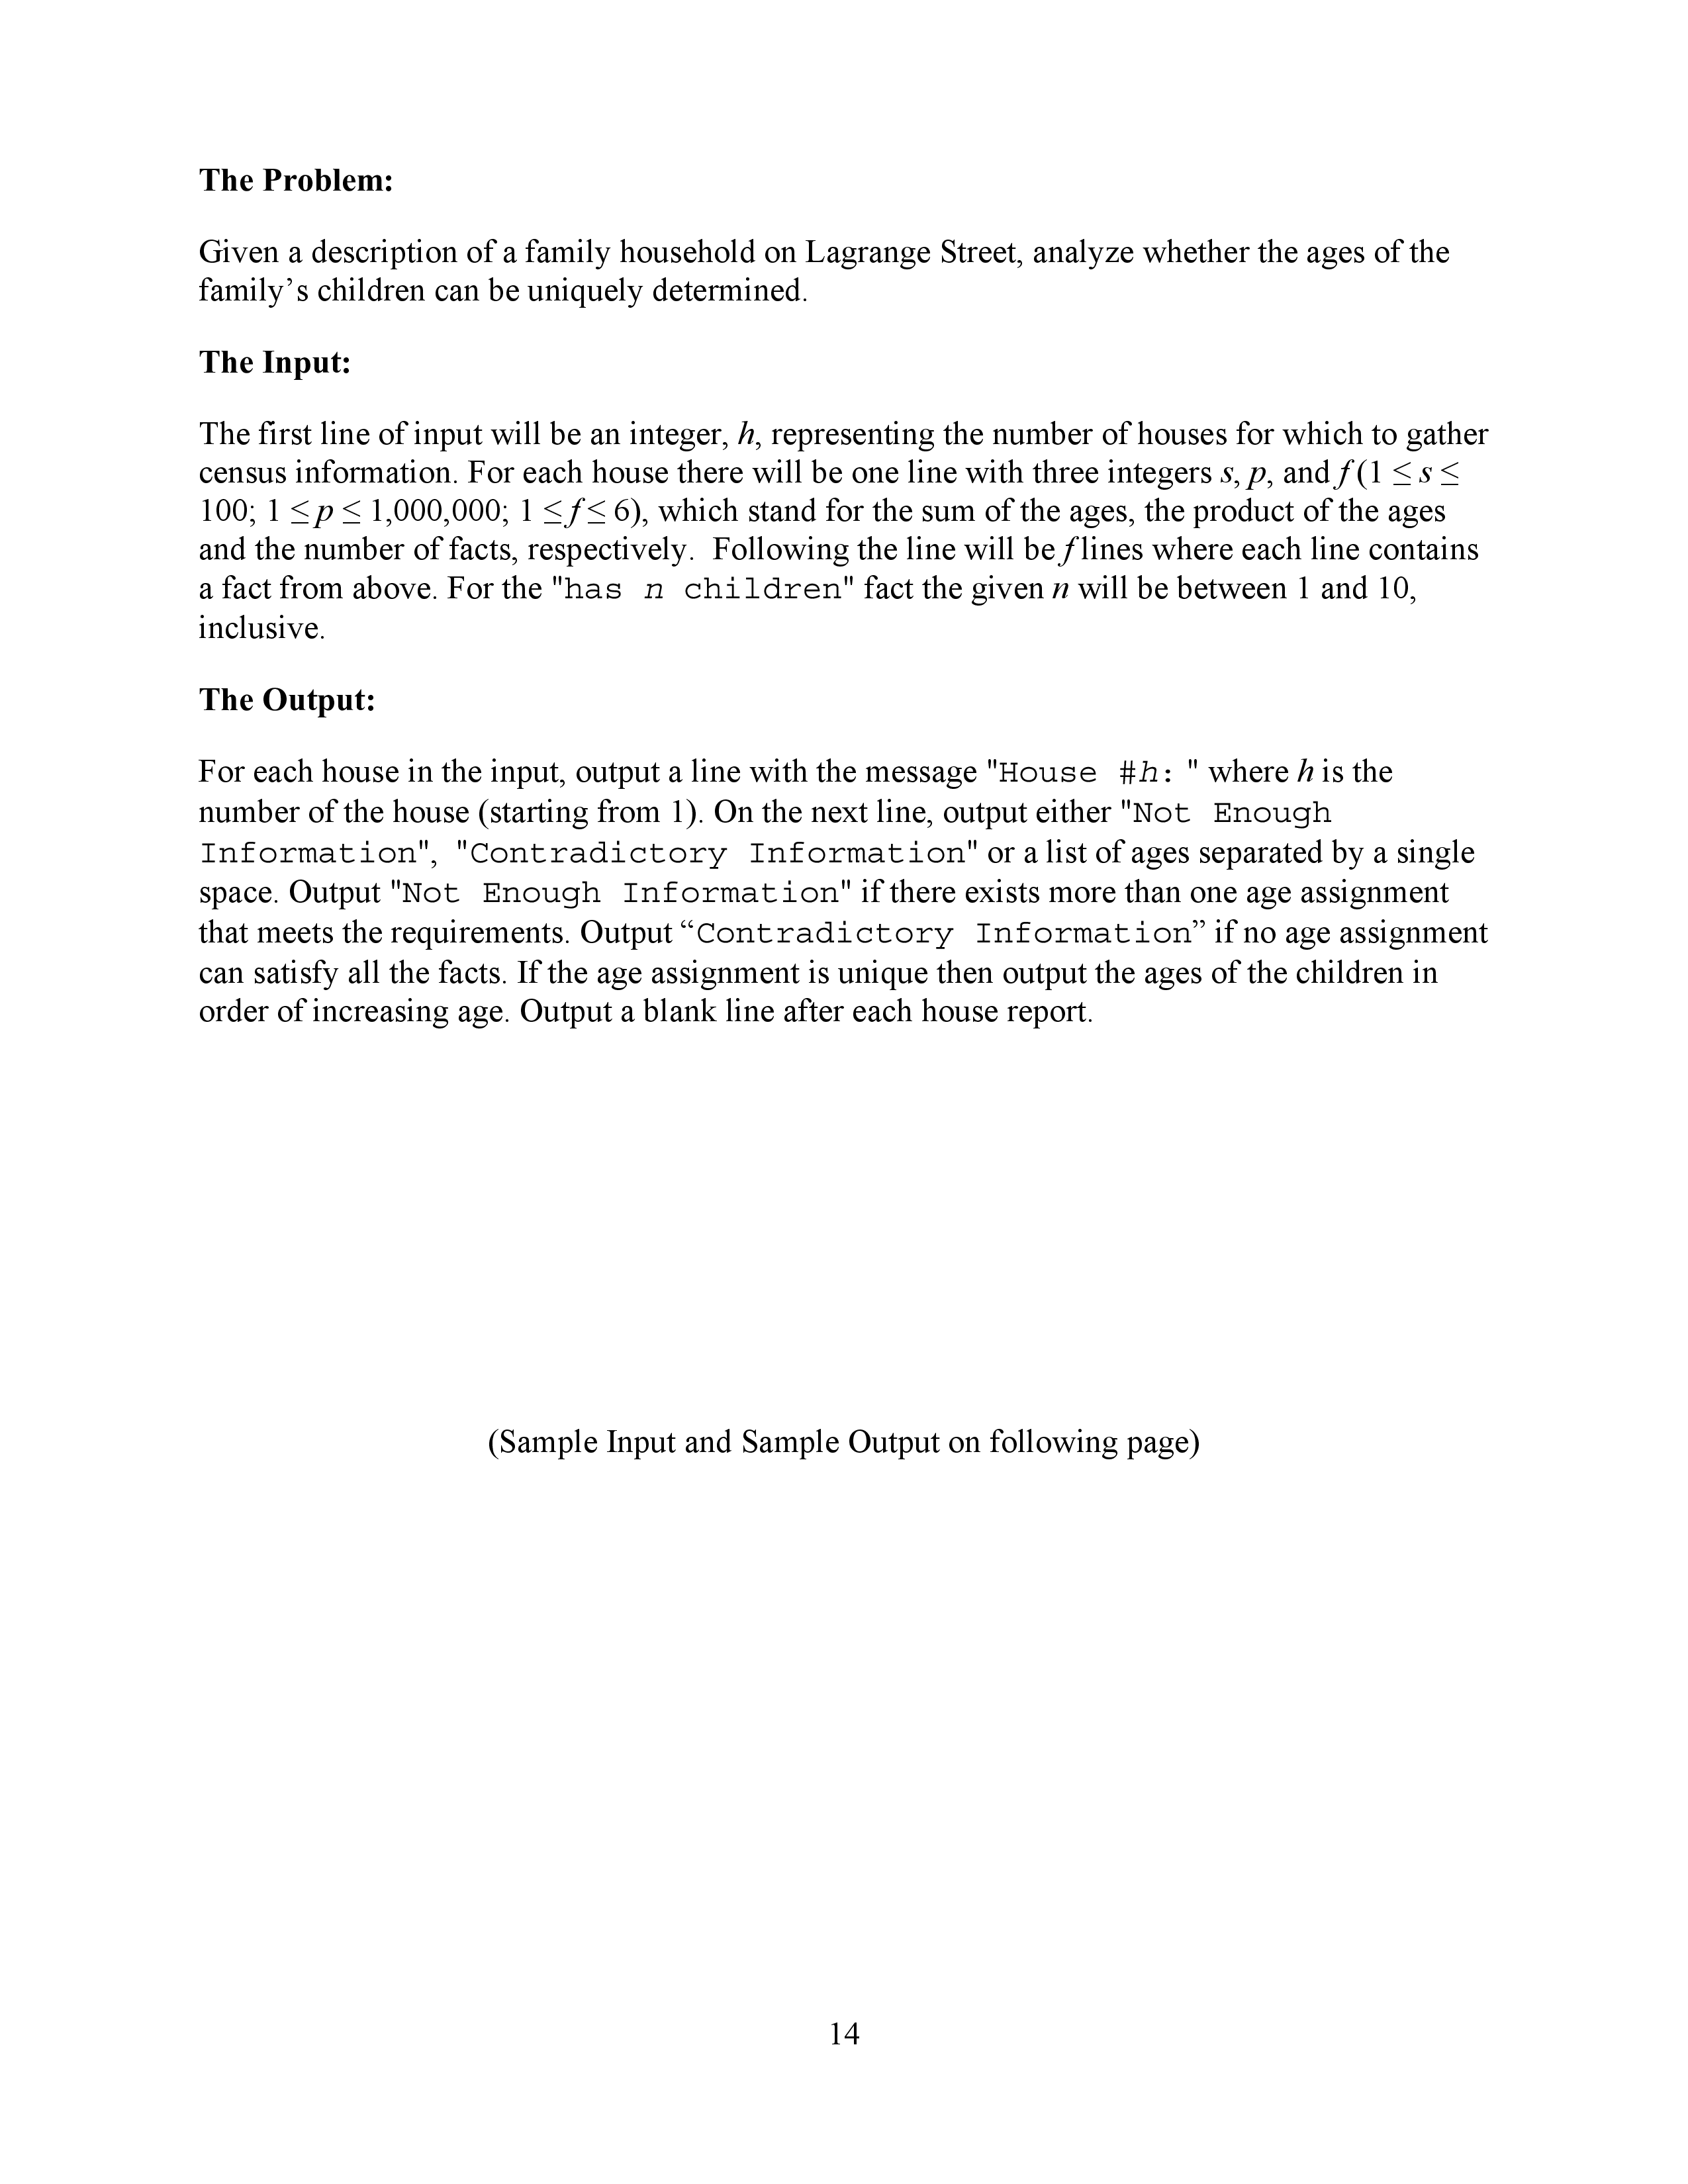 The Problem:
Given a description of a family household on Lagrange Street, analyze whether the ages of the
family’s children can be uniquely determined.
The Input:
The first line of input will be an integer, h, representing the number of houses for which to gather
census information. For each house there will be one line with three integers s, p, and f (1 ≤ s ≤
100; 1 ≤ p ≤ 1,000,000; 1 ≤ f ≤ 6), which stand for the sum of the ages, the product of the ages
and the number of facts, respectively.  Following the line will be f lines where each line contains
a fact from above. For the "has n children" fact the given n will be between 1 and 10,
inclusive.
The Output:
For each house in the input, output a line with the message "House #h: " where h is the
number of the house (starting from 1). On the next line, output either "Not Enough
Information", "Contradictory Information" or a list of ages separated by a single
space. Output "Not Enough Information" if there exists more than one age assignment
that meets the requirements. Output “Contradictory Information” if no age assignment
can satisfy all the facts. If the age assignment is unique then output the ages of the children in
order of increasing age. Output a blank line after each house report.
(Sample Input and Sample Output on following page)
14